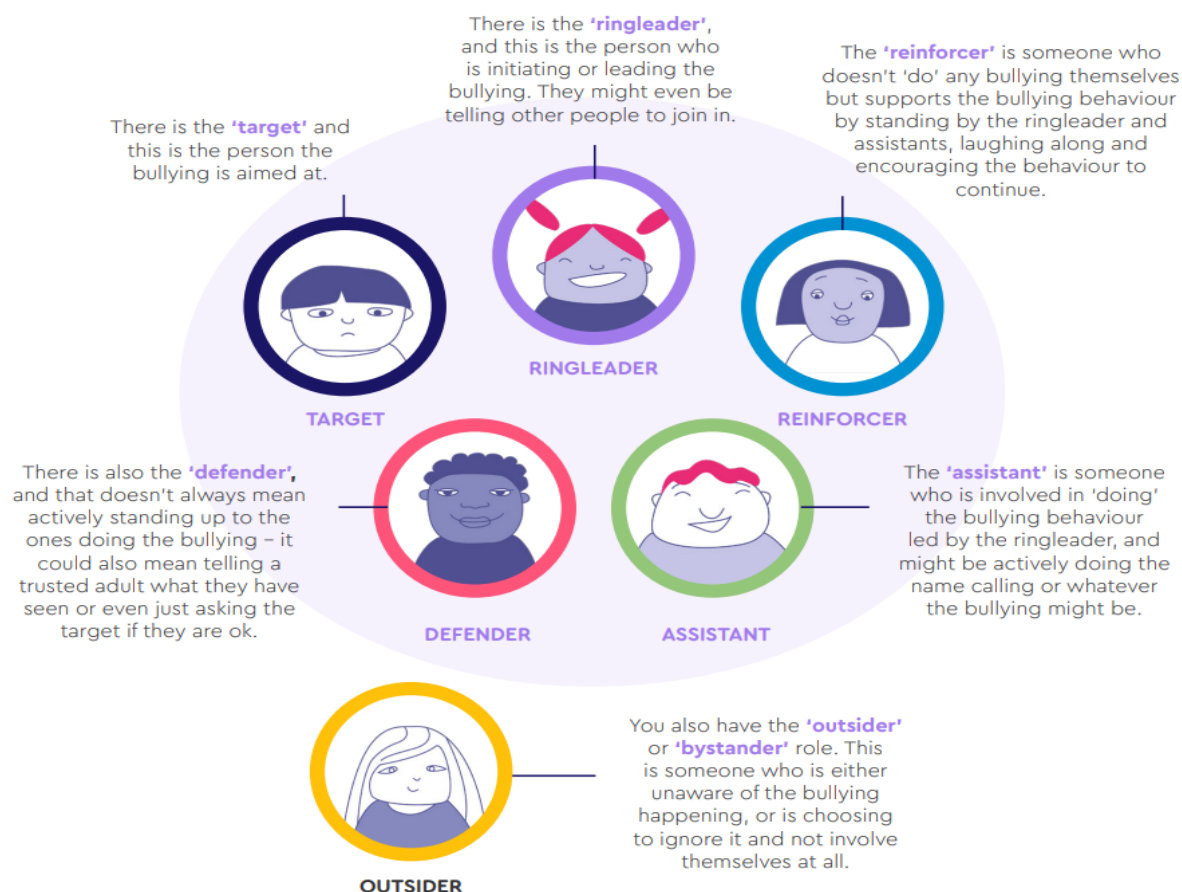 There is the ‘ringleader’,
and this is the person who
is initiating or leading the
bullying. They might even be
telling other people to join in.
The ‘reinforcer’ is someone who
doesn't ‘do’ any bullying themselves
but supports the bullying behaviour
by standing by the ringleader and
assistants, laughing along and
encouraging the behaviour to
continue.
There is the ‘target’ and
this is the person the
bullying is aimed at.
RINGLEADER
TARGET
REINFORCER
There is also the ‘defender’,
and that doesn't always mean
actively standing up to the
ones doing the bullying – it
could also mean telling a
trusted adult what they have
seen or even just asking the
target if they are ok.
The ‘assistant’ is someone
who is involved in ‘doing’
the bullying behaviour
led by the ringleader, and
might be actively doing the
name calling or whatever
the bullying might be.
DEFENDER
ASSISTANT
You also have the ‘outsider’
or ‘bystander’ role. This
is someone who is either
unaware of the bullying
happening, or is choosing
to ignore it and not involve
themselves at all.
OUTSIDER